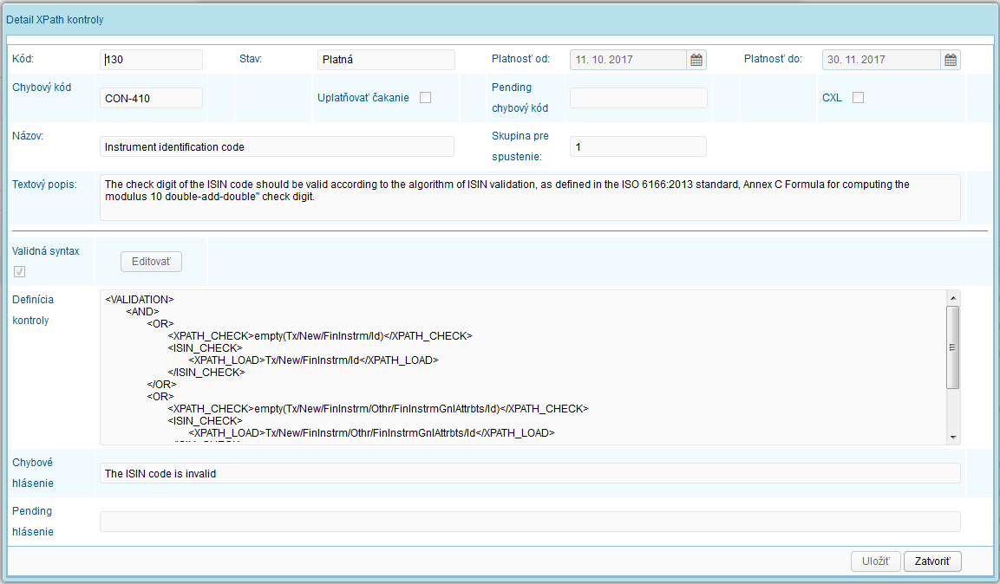 Detail XPath kontroly
Kód: 130 Stav: Platná Platnosť od: 11. 10. 2017 Platnosť do: 30. 11. 2017
Chybový kód CON-410 Uplatňovať čakanie Pending chybový kód CXL
Názov: Instrument identification code Skupina pre spustenie: 1
Textový popis: The check digit of the ISIN code should be valid according to the algorithm of ISIN validation, as defined in the ISO 6166:2013 standard, Annex C Formula for computing the
modulus 10 double-add-double" check digit.
Validná syntax
Editovať
Definícia kontroly
<VALIDATION>
<AND>
<OR>
<XPATH_CHECK>empty(Tx/New/FinInstrm/Id)</XPATH_CHECK>
<ISIN_CHECK>
<XPATH_LOAD>Tx/New/FinInstrm/Id</XPATH_LOAD>
</ISIN_CHECK>
</OR>
<OR>
<XPATH_CHECK>empty(Tx/New/FinInstrm/Othr/FinInstrmGnlAttrbts/Id)</XPATH_CHECK>
<ISIN_CHECK>
<XPATH_LOAD>Tx/New/FinInstrm/Othr/FinInstrmGnlAttrbts/Id</XPATH_LOAD>
</ISIN_CHECK>
Chybové hlásenie The ISIN code is invalid
Pending hlásenie
Uložiť Zatvoriť